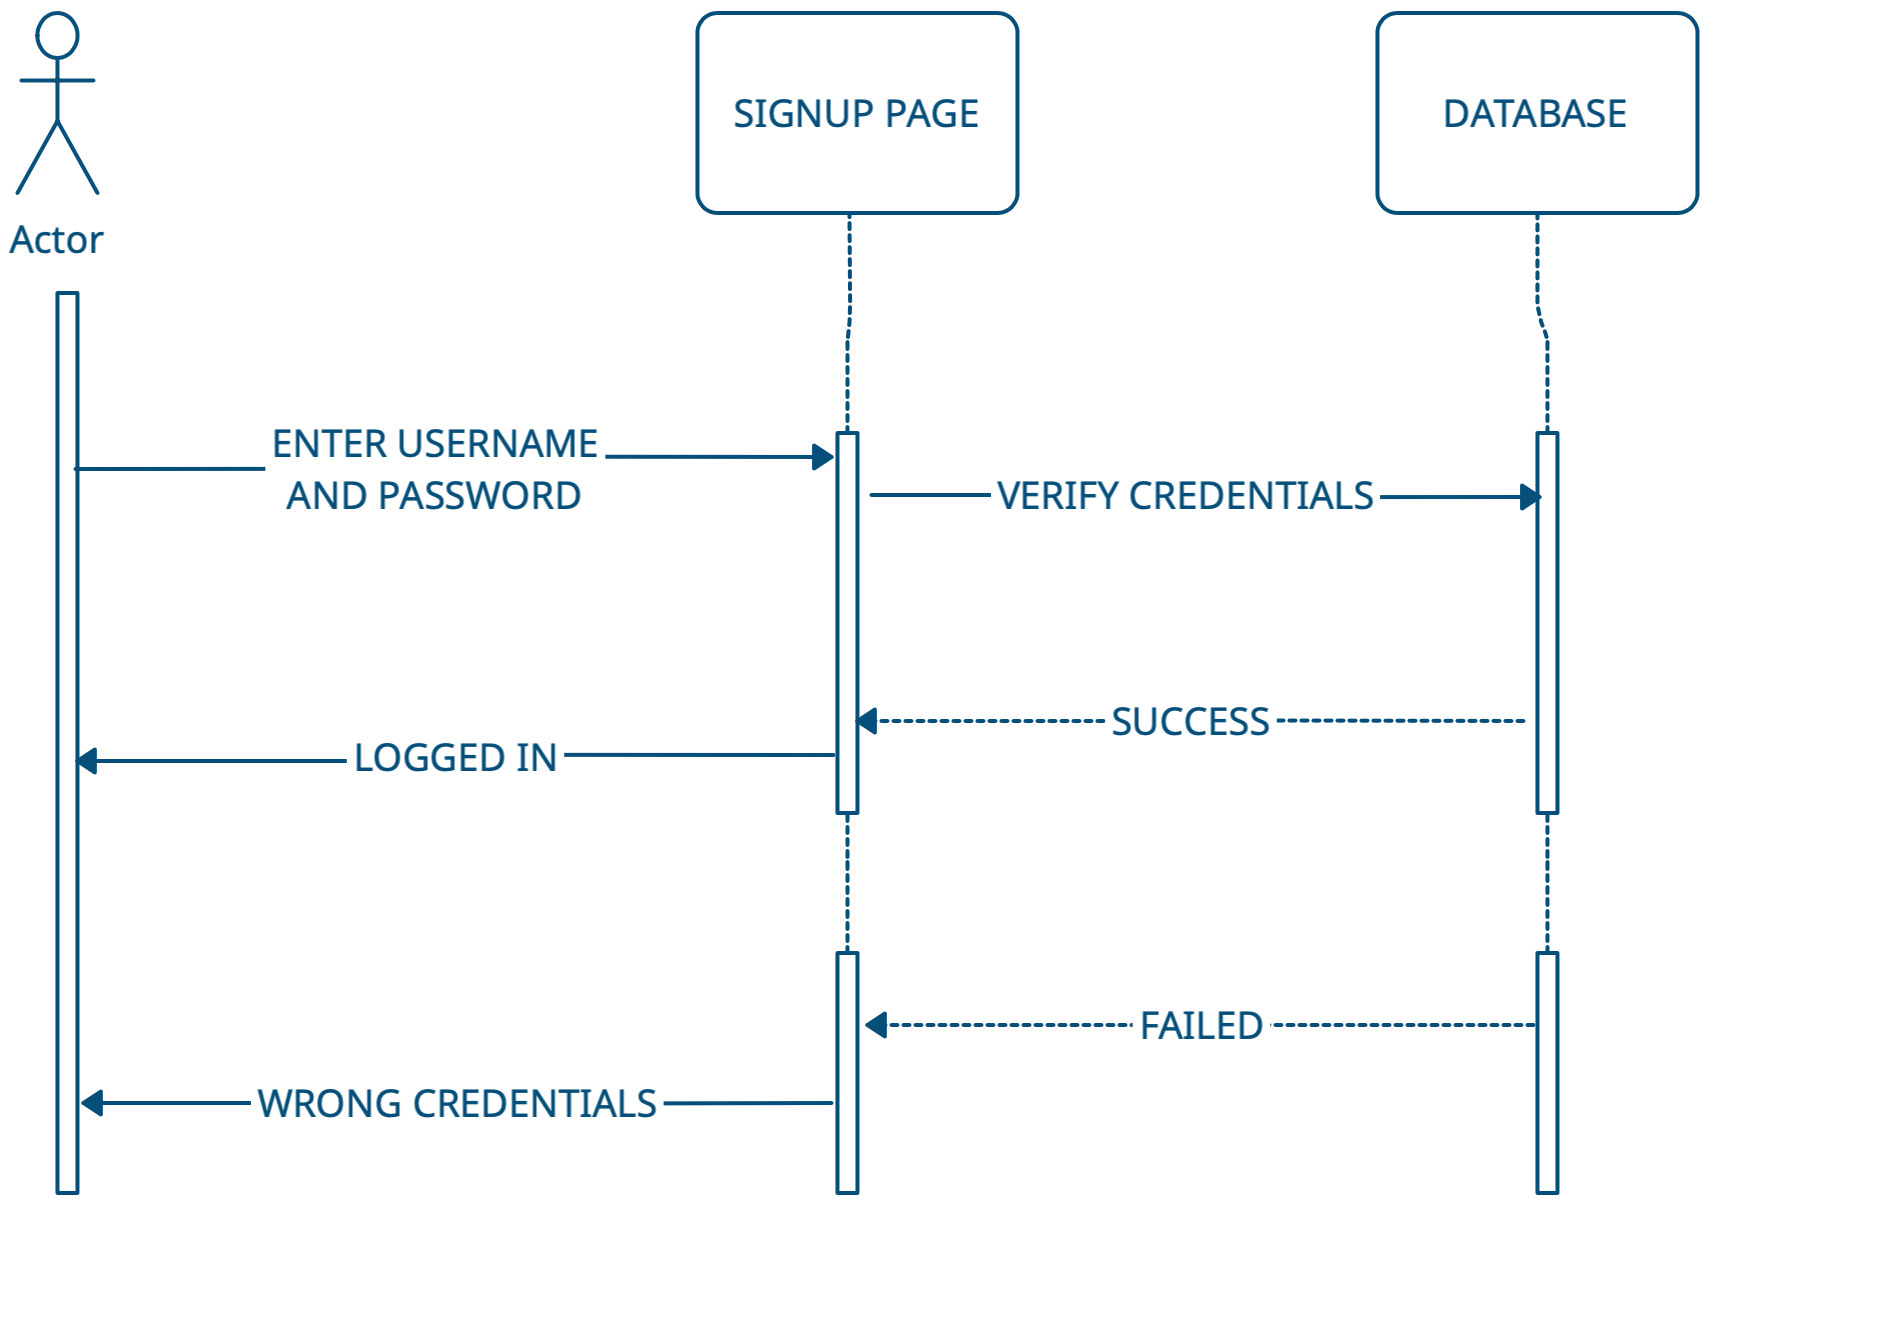 SIGNUP PAGE
DATABASE
Actor
ENTER USERNAME
AND PASSWORD
VERIFY CREDENTIALS
SUCCESS
LOGGED IN
FAILED
WRONG CREDENTIALS